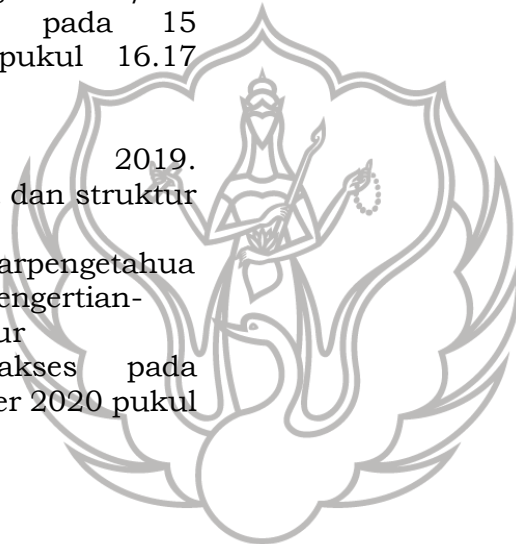 pada 15
pukul 16.17
2019.
dan struktur
arpengetahua
engertian-
ur
akses pada
er 2020 pukul